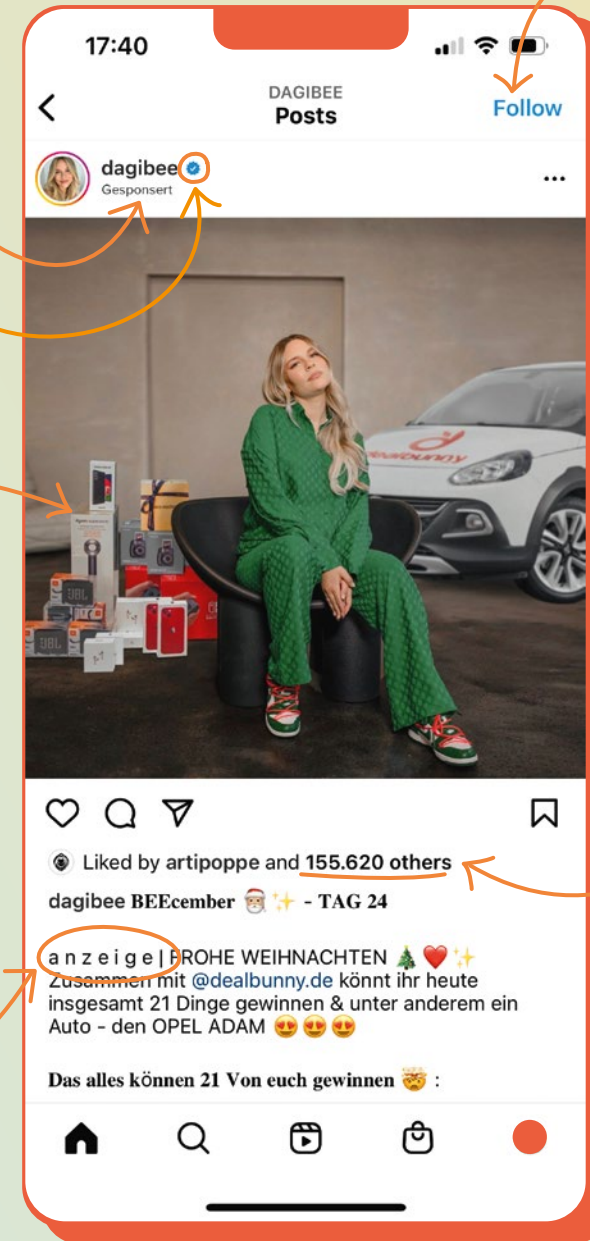 17:40
DAGIBEE
Posts
Follow
dagibee
Gesponsert
dealbunny
JBL
JBL
Liked by artipoppe and 155.620 others
dagibee BEEcember 🎅🏼✨ - TAG 24
a n z e i g e | FROHE WEIHNACHTEN 🎄❤️✨
Zusammen mit @dealbunny.de könnt ihr heute
insgesamt 21 Dinge gewinnen & unter anderem ein
Auto - den OPEL ADAM 😍😍😍
Das alles können 21 Von euch gewinnen 🤯 :